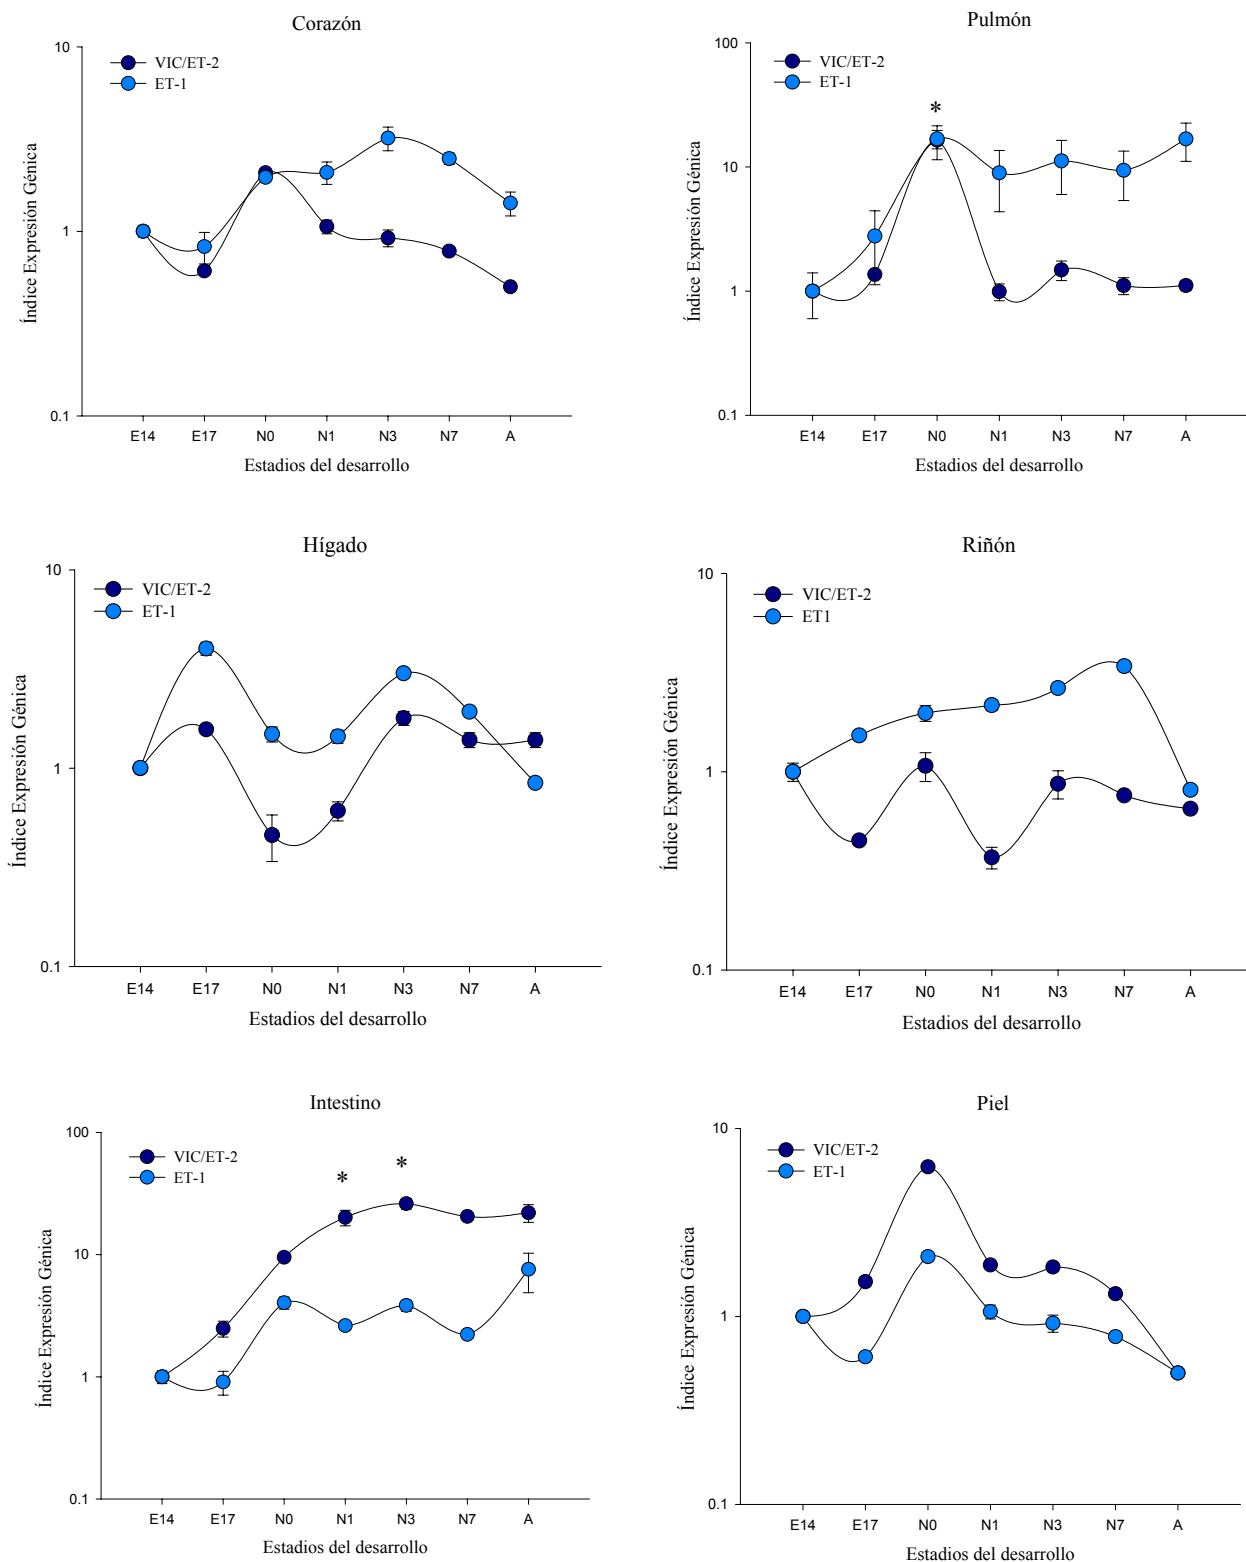 Corazón
10
VIC/ET-2
ET-1
1
0.1
Índice Expresión Génica
E14 E17 N0 N1 N3 N7 A
Estadios del desarrollo
Pulmón
100
VIC/ET-2
ET-1
*
10
1
0.1
Índice Expresión Génica
E14 E17 N0 N1 N3 N7 A
Estadios del desarrollo
Hígado
10
VIC/ET-2
ET-1
1
0.1
Índice Expresión Génica
E14 E17 N0 N1 N3 N7 A
Estadios del desarrollo
Riñón
10
VIC/ET-2
ET1
1
0.1
Índice Expresión Génica
E14 E17 N0 N1 N3 N7 A
Estadios del desarrollo
Intestino
100
VIC/ET-2
ET-1
* *
10
1
0.1
Índice Expresión Génica
E14 E17 N0 N1 N3 N7 A
Estadios del desarrollo
Piel
10
VIC/ET-2
ET-1
1
0.1
Índice Expresión Génica
E14 E17 N0 N1 N3 N7 A
Estadios del desarrollo